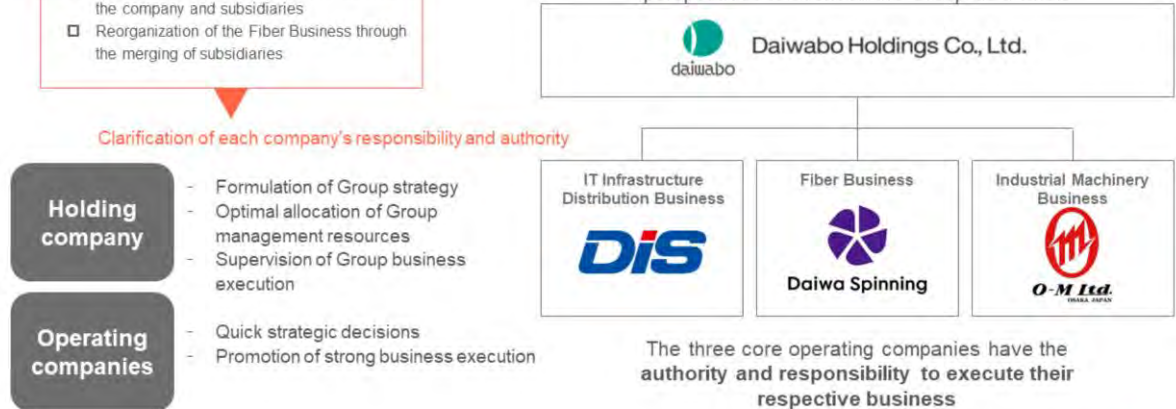 the company and subsidiaries
Reorganization of the Fiber Business through
the merging of subsidiaries
Clarification of each company's responsibility and authority
Holding
company
- Formulation of Group strategy
- Optimal allocation of Group
management resources
- Supervision of Group business
execution
Operating
companies
- Quick strategic decisions
- Promotion of strong business execution
daiwabo
Daiwabo Holdings Co., Ltd.
IT Infrastructure
Distribution Business
DiS
Fiber Business
Daiwa Spinning
Industrial Machinery
Business
O-M Ltd.
OSAKA JAPAN
The three core operating companies have the
authority and responsibility to execute their
respective business